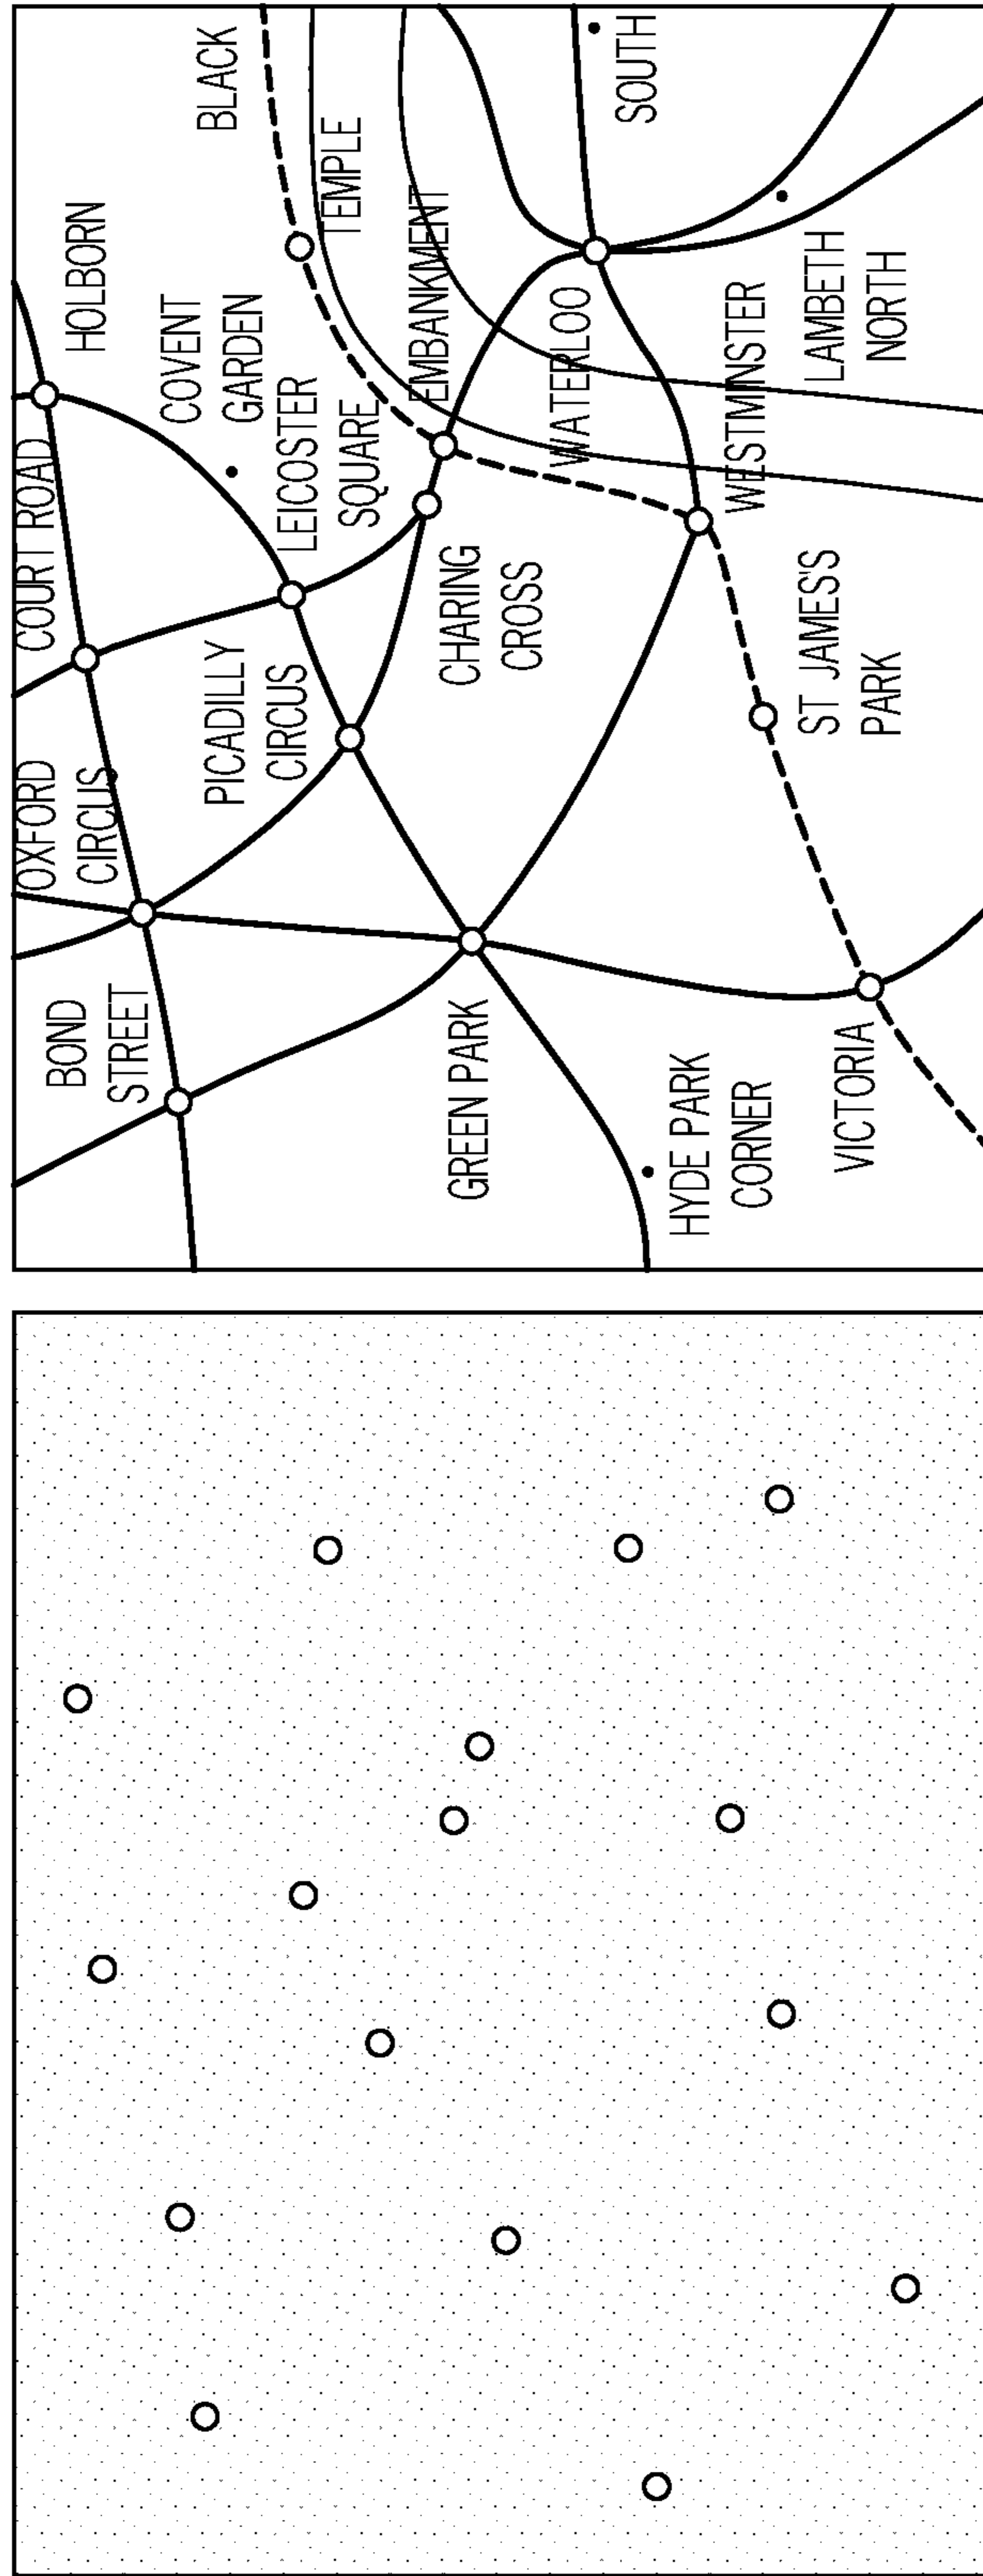 COURT ROAD
HOLBORN
OXFORD
CIRCUS
COVENT
GARDEN
BLACK
BOND
STREET
PICADILLY
CIRCUS
LEICOSTER
SQUARE
TEMPLE
EMBANKMENT
CHARING
CROSS
GREEN PARK
WATERLOO
SOUTH
HYDE PARK
CORNER
WESTMINSTER
ST JAMES'S
PARK
LAMBETH
NORTH
VICTORIA